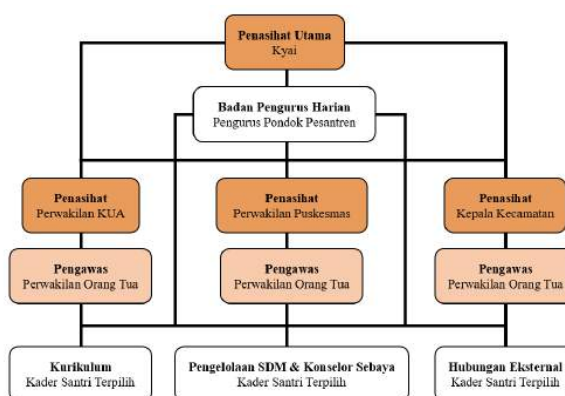 Penasihat Utama
Kyai
Badan Pengurus Harian
Pengurus Pondok Pesantren
Penasihat
Perwakilan KUA
Penasihat
Perwakilan Puskesmas
Penasihat
Kepala Kecamatan
Pengawas
Perwakilan Orang Tua
Pengawas
Perwakilan Orang Tua
Pengawas
Perwakilan Orang Tua
Kurikulum
Kader Santri Terpilih
Pengelolaan SDM & Konselor Sebaya
Kader Santri Terpilih
Hubungan Eksternal
Kader Santri Terpilih